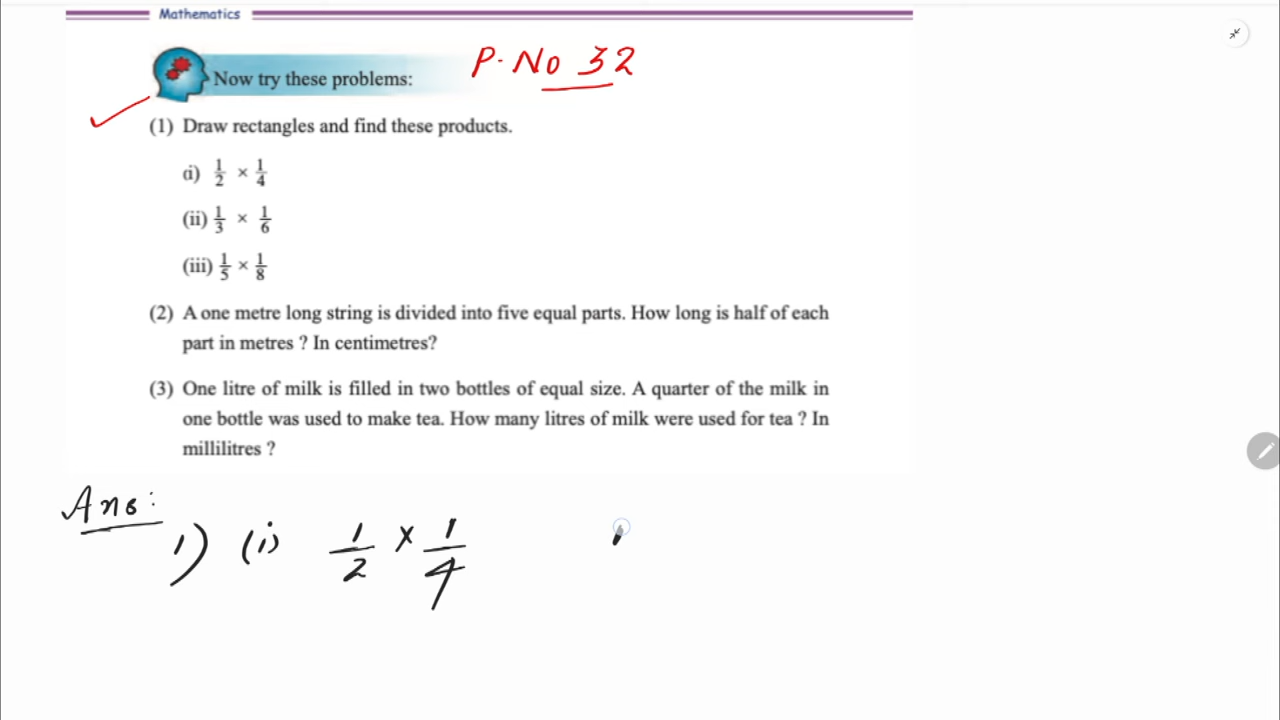 Mathematics
Now try these problems: P. No 32
(1) Draw rectangles and find these products.
(i) 1/2 × 1/4
(ii) 1/3 × 1/6
(iii) 1/5 × 1/8
(2) A one metre long string is divided into five equal parts. How long is half of each
part in metres ? In centimetres?
(3) One litre of milk is filled in two bottles of equal size. A quarter of the milk in
one bottle was used to make tea. How many litres of milk were used for tea ? In
millilitres ?
Ans:
1) (i) 1/2 × 1/4